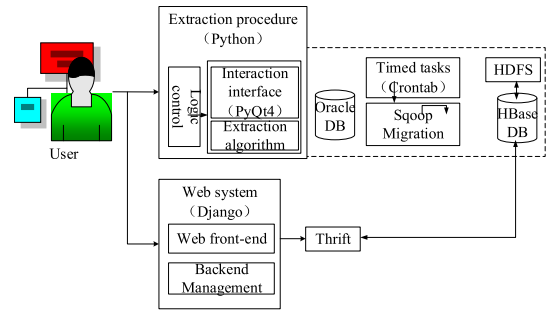 Extraction procedure
（Python）
Logic
control
Interaction
interface
（PyQt4）
Extraction
algorithm
Oracle
DB
Timed tasks
（Crontab）
Sqoop
Migration
HDFS
HBase
DB
User
Web system
（Django）
Web front-end
Backend
Management
Thrift